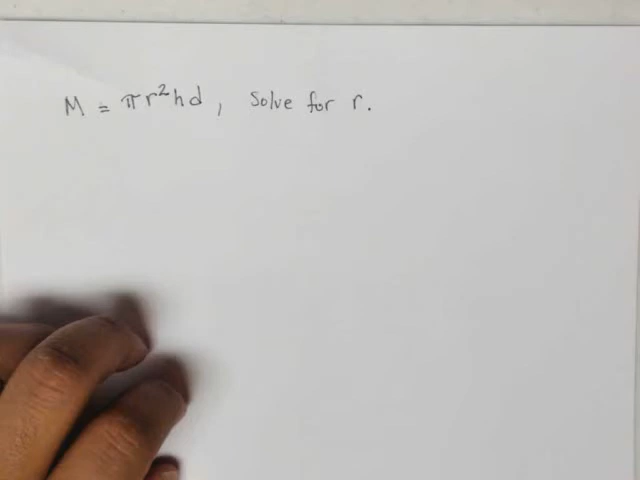 M = πr²hd, Solve for r.